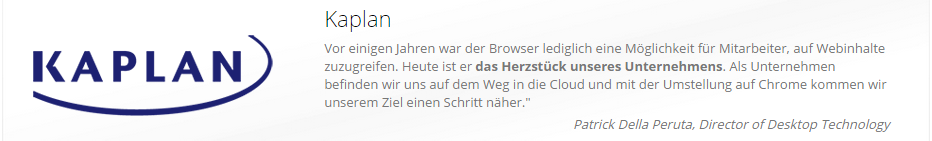 Kaplan
KAPLAN
Vor einigen Jahren war der Browser lediglich eine Möglichkeit für Mitarbeiter, auf Webinhalte
zuzugreifen. Heute ist er das Herzstück unseres Unternehmens. Als Unternehmen
befinden wir uns auf dem Weg in die Cloud und mit der Umstellung auf Chrome kommen wir
unserem Ziel einen Schritt näher."
Patrick Della Peruta, Director of Desktop Technology